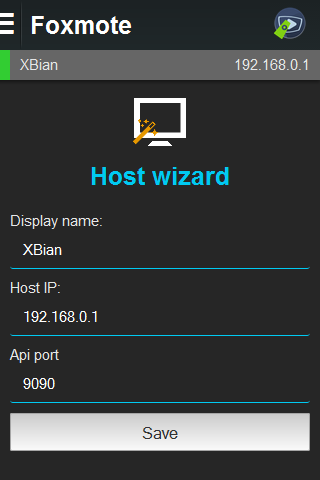 Foxmote
XBian 192.168.0.1
Host wizard
Display name:
XBian
Host IP:
192.168.0.1
Api port
9090
Save